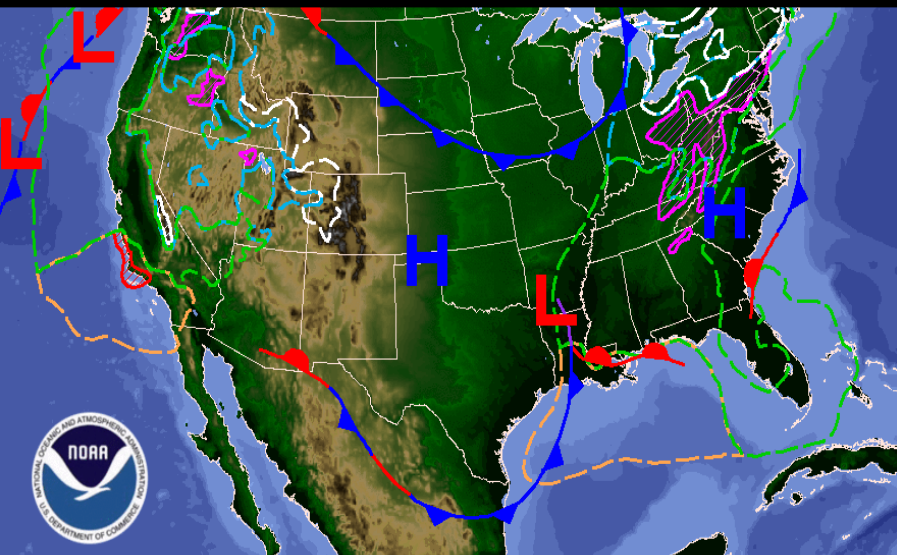 L
L
H
H
L
NATIONAL OCEANIC AND ATMOSPHERIC ADMINISTRATION
NOAA
U.S. DEPARTMENT OF COMMERCE